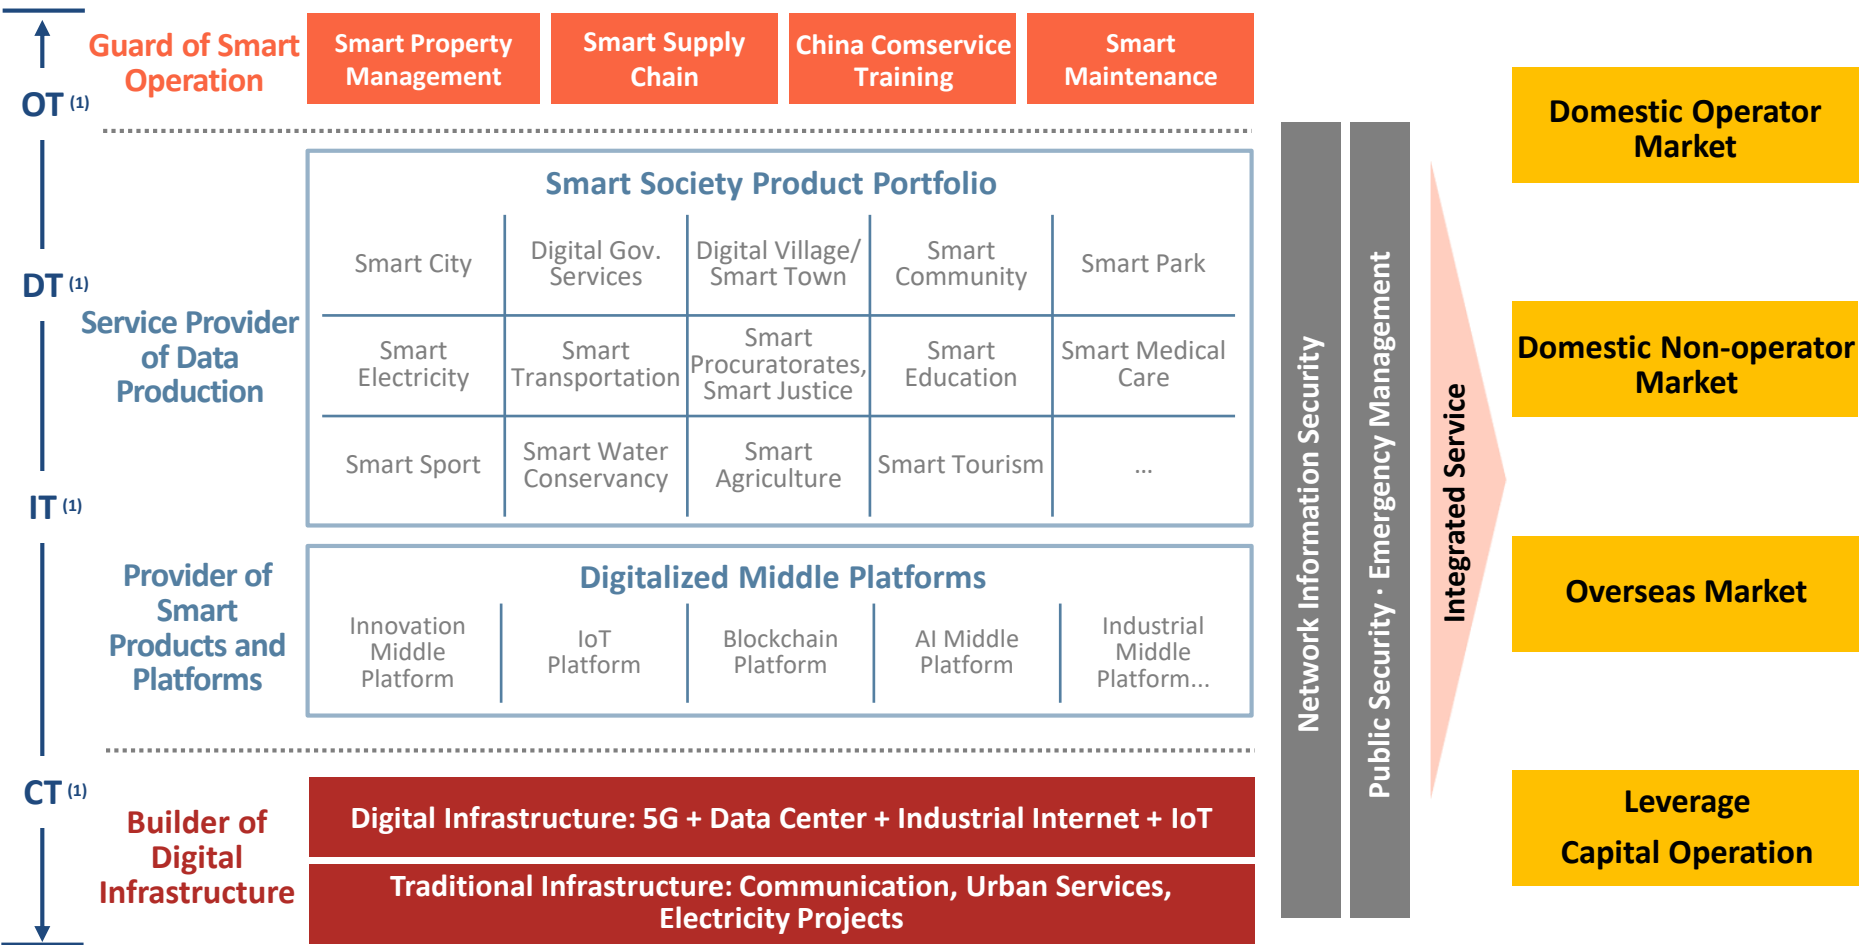 Guard of Smart
Operation
Smart Property
Management
Smart Supply
Chain
China Comservice
Training
Smart
Maintenance
OT (1)
DT (1)
IT (1)
CT (1)
Service Provider
of Data
Production
Smart Society Product Portfolio
Smart City
Digital Gov.
Services
Digital Village/
Smart Town
Smart
Community
Smart Park
Smart
Electricity
Smart
Transportation
Smart
Procuratorates,
Smart Justice
Smart
Education
Smart Medical
Care
Smart Sport
Smart Water
Conservancy
Smart
Agriculture
Smart Tourism
...
Provider of
Smart
Products and
Platforms
Digitalized Middle Platforms
Innovation
Middle
Platform
IoT
Platform
Blockchain
Platform
AI Middle
Platform
Industrial
Middle
Platform...
Builder of
Digital
Infrastructure
Digital Infrastructure: 5G + Data Center + Industrial Internet + IoT
Traditional Infrastructure: Communication, Urban Services,
Electricity Projects
Network Information Security
Public Security · Emergency Management
Integrated Service
Domestic Operator
Market
Domestic Non-operator
Market
Overseas Market
Leverage
Capital Operation